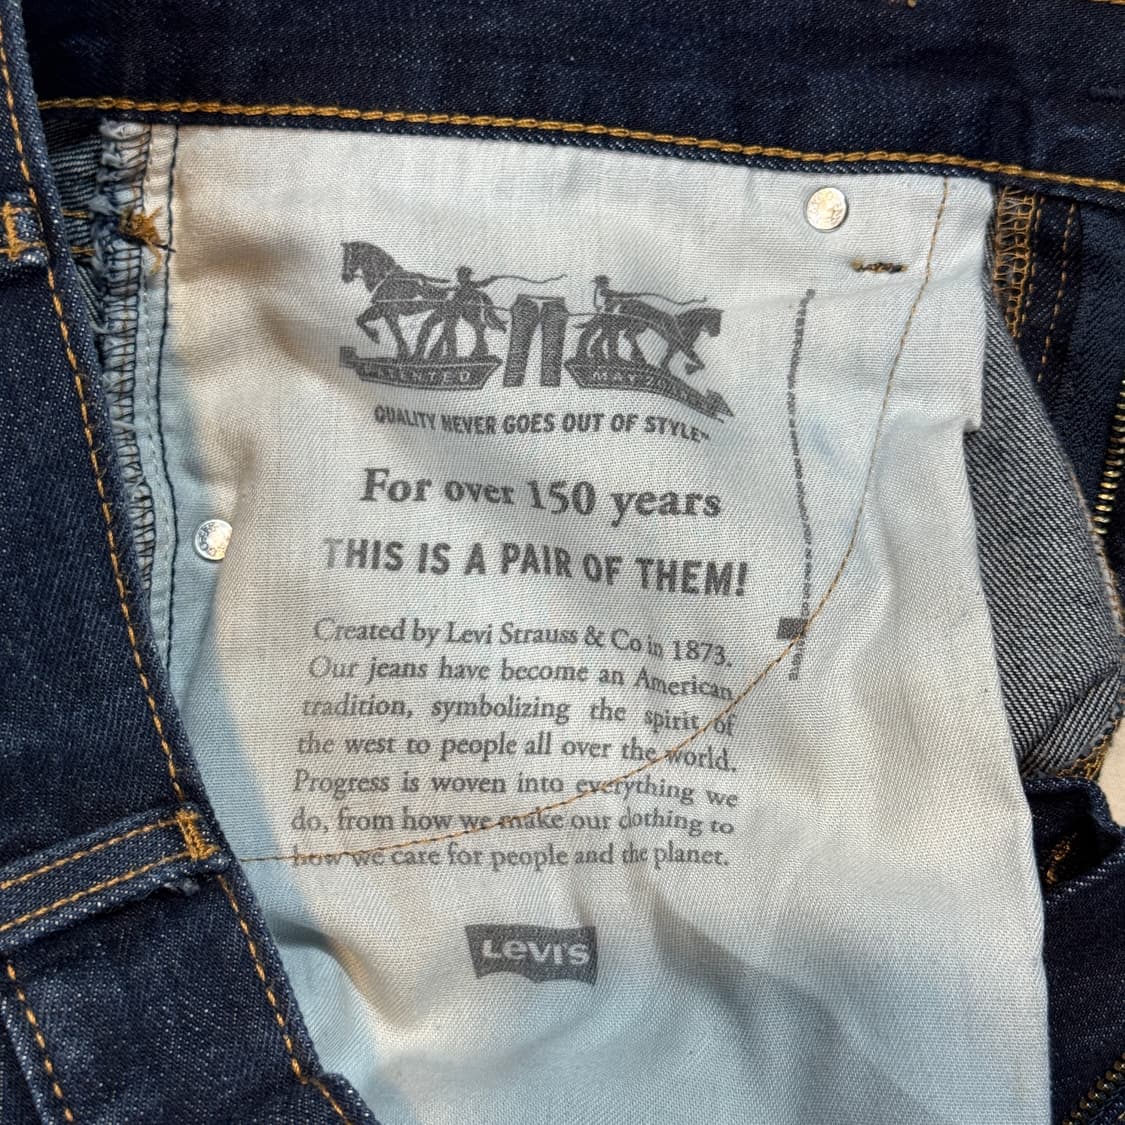 PATENTED
MAY 20
QUALITY NEVER GOES OUT OF STYLE™
For over 150 years
THIS IS A PAIR OF THEM!
Created by Levi Strauss & Co in 1873.
Our jeans have become an American
tradition, symbolizing the spirit of
the west to people all over the world.
Progress is woven into everything we
do, from how we make our clothing to
how we care for people and the planet.
LEVI'S